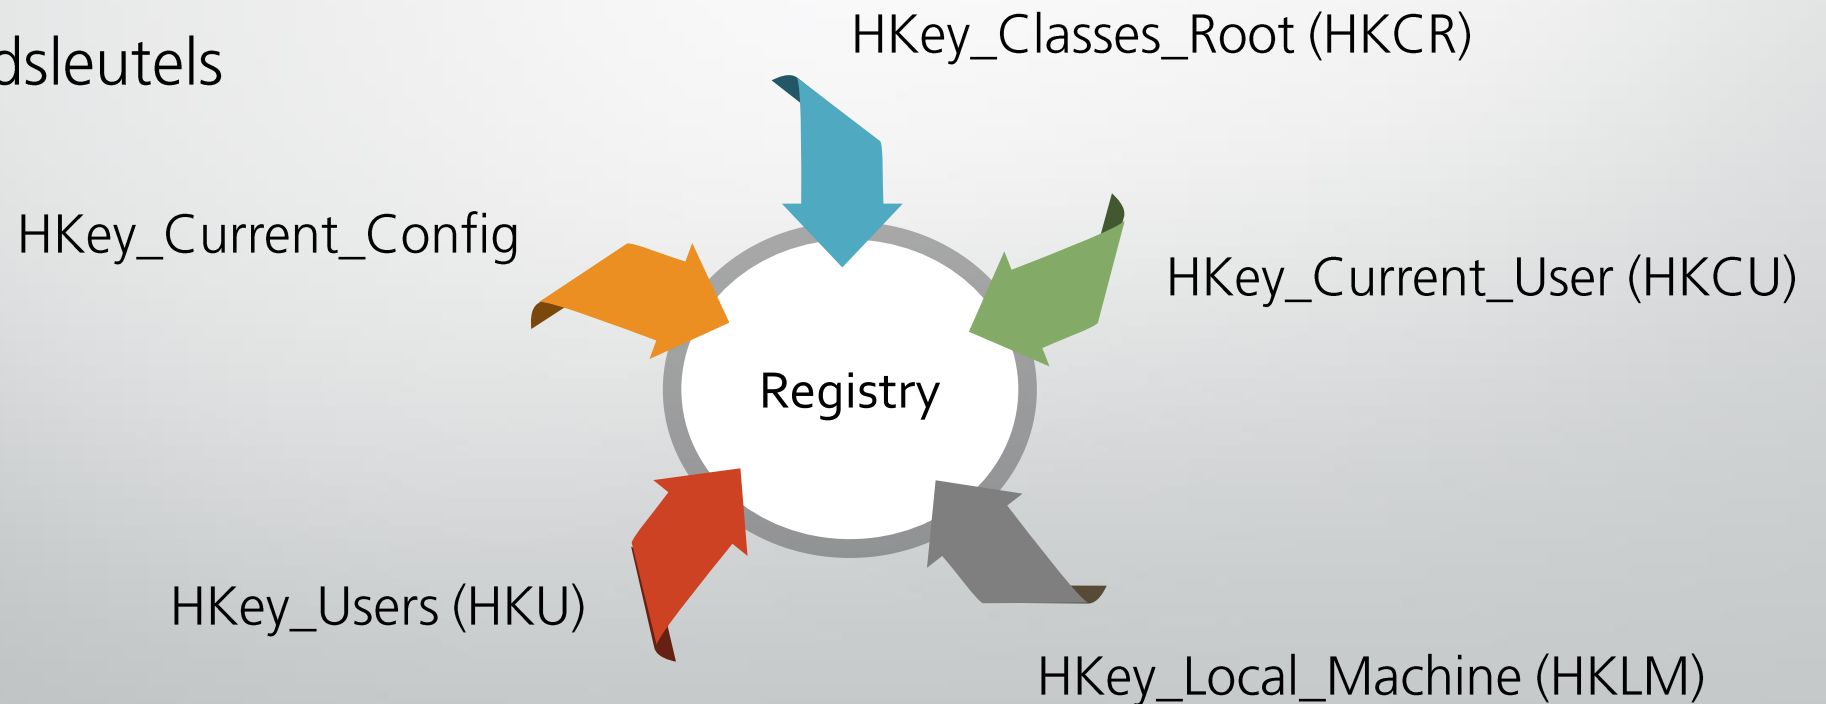 dsleutels
HKey_Classes_Root (HKCR)
HKey_Current_Config
HKey_Current_User (HKCU)
Registry
HKey_Users (HKU)
HKey_Local_Machine (HKLM)